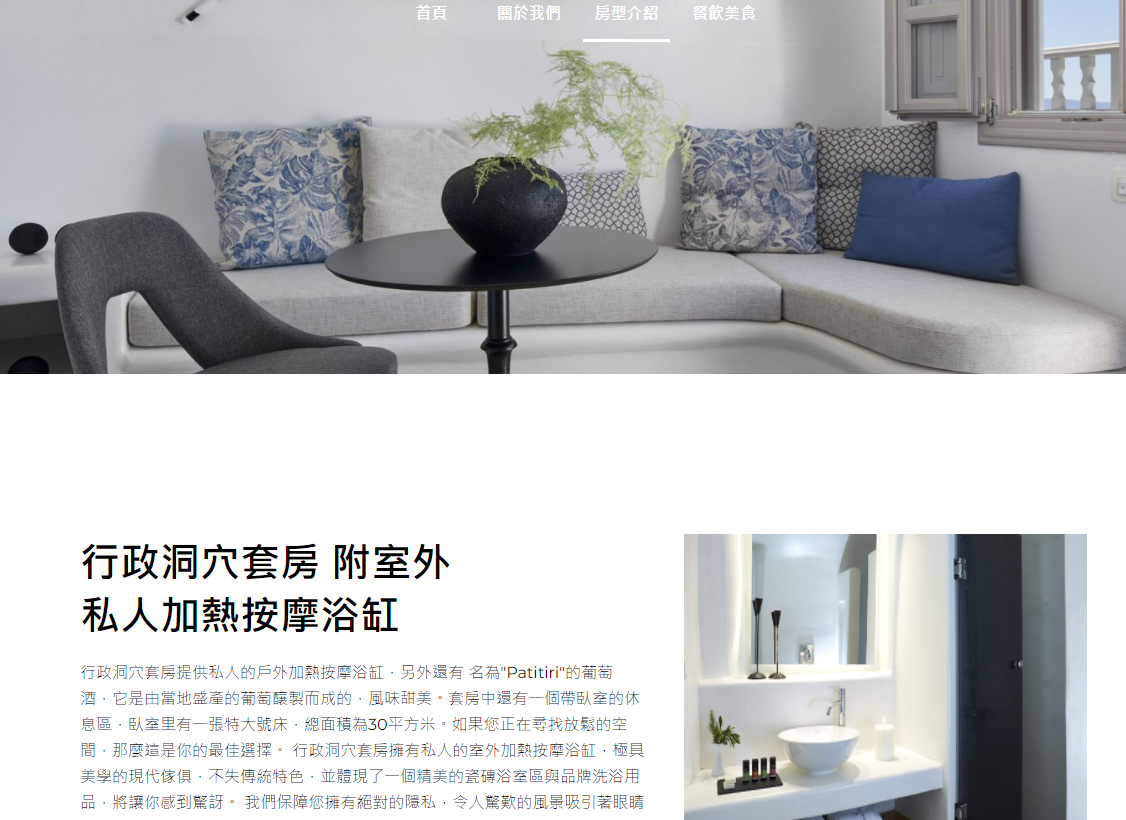 首頁 關於我們 房型介紹 餐飲美食
行政洞穴套房 附室外
私人加熱按摩浴缸
行政洞穴套房提供私人的戶外加熱按摩浴缸，另外還有 名為"Patitiri"的葡萄
酒，它是由當地盛產的葡萄釀製而成的，風味甜美。套房中還有一個帶臥室的休
息區，臥室里有一張特大號床，總面積為30平方米。如果您正在尋找放鬆的空
間，那麼這是你的最佳選擇。 行政洞穴套房擁有私人的室外加熱按摩浴缸，極具
美學的現代傢俱，不失傳統特色，並體現了一個精美的瓷磚浴室區與品牌洗浴用
品，將讓你感到驚訝。 我們保障您擁有絕對的隱私，令人驚歎的風景吸引著眼睛